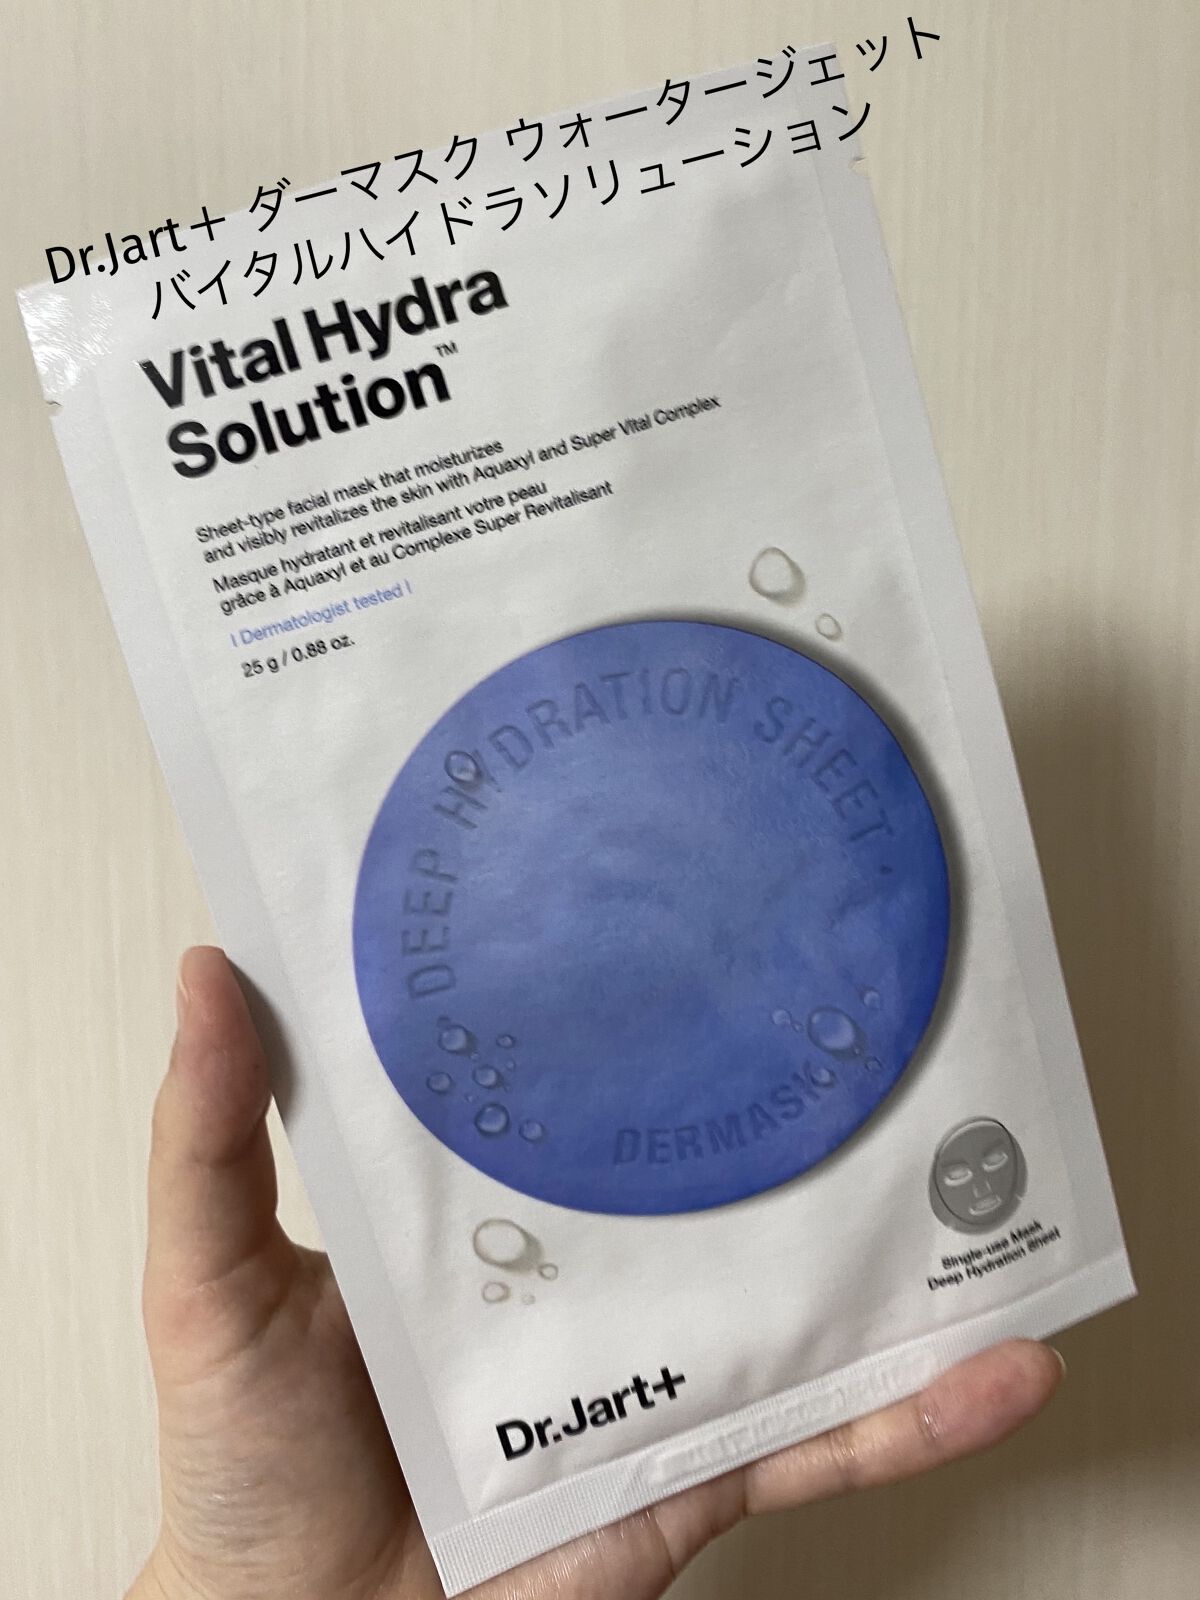 Dr.Jart＋ ダーマスク ウォータージェット
バイタルハイドラソリューション
Vital Hydra
Solution™
Sheet-type facial mask that moisturizes
and visibly revitalizes the skin with Aquaxyl and Super Vital Complex
Masque hydratant et revitalisant votre peau
grâce à Aquaxyl et au Complexe Super Revitalisant
| Dermatologist tested |
25 g / 0.88 oz.
DEEP HYDRATION SHEET ·
DERMASK
Single-use Mask
Deep Hydration Sheet
Dr.Jart+